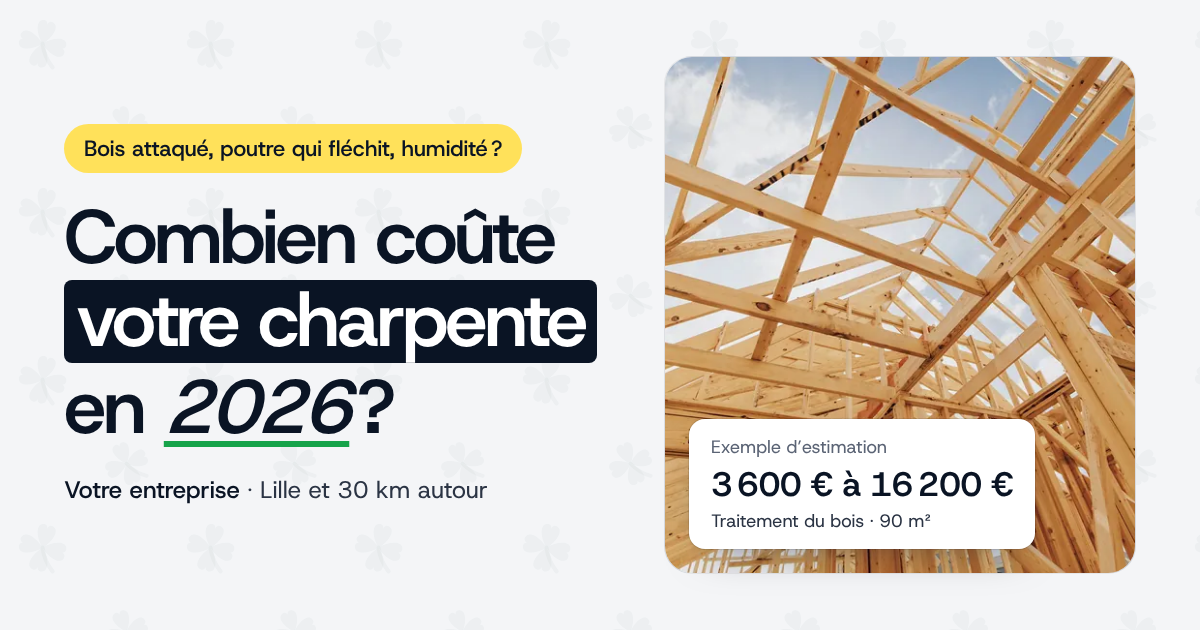 Bois attaqué, poutre qui fléchit, humidité ?
Combien coûte
votre charpente
en 2026?
Votre entreprise · Lille et 30 km autour
Exemple d’estimation
3 600 € à 16 200 €
Traitement du bois · 90 m²